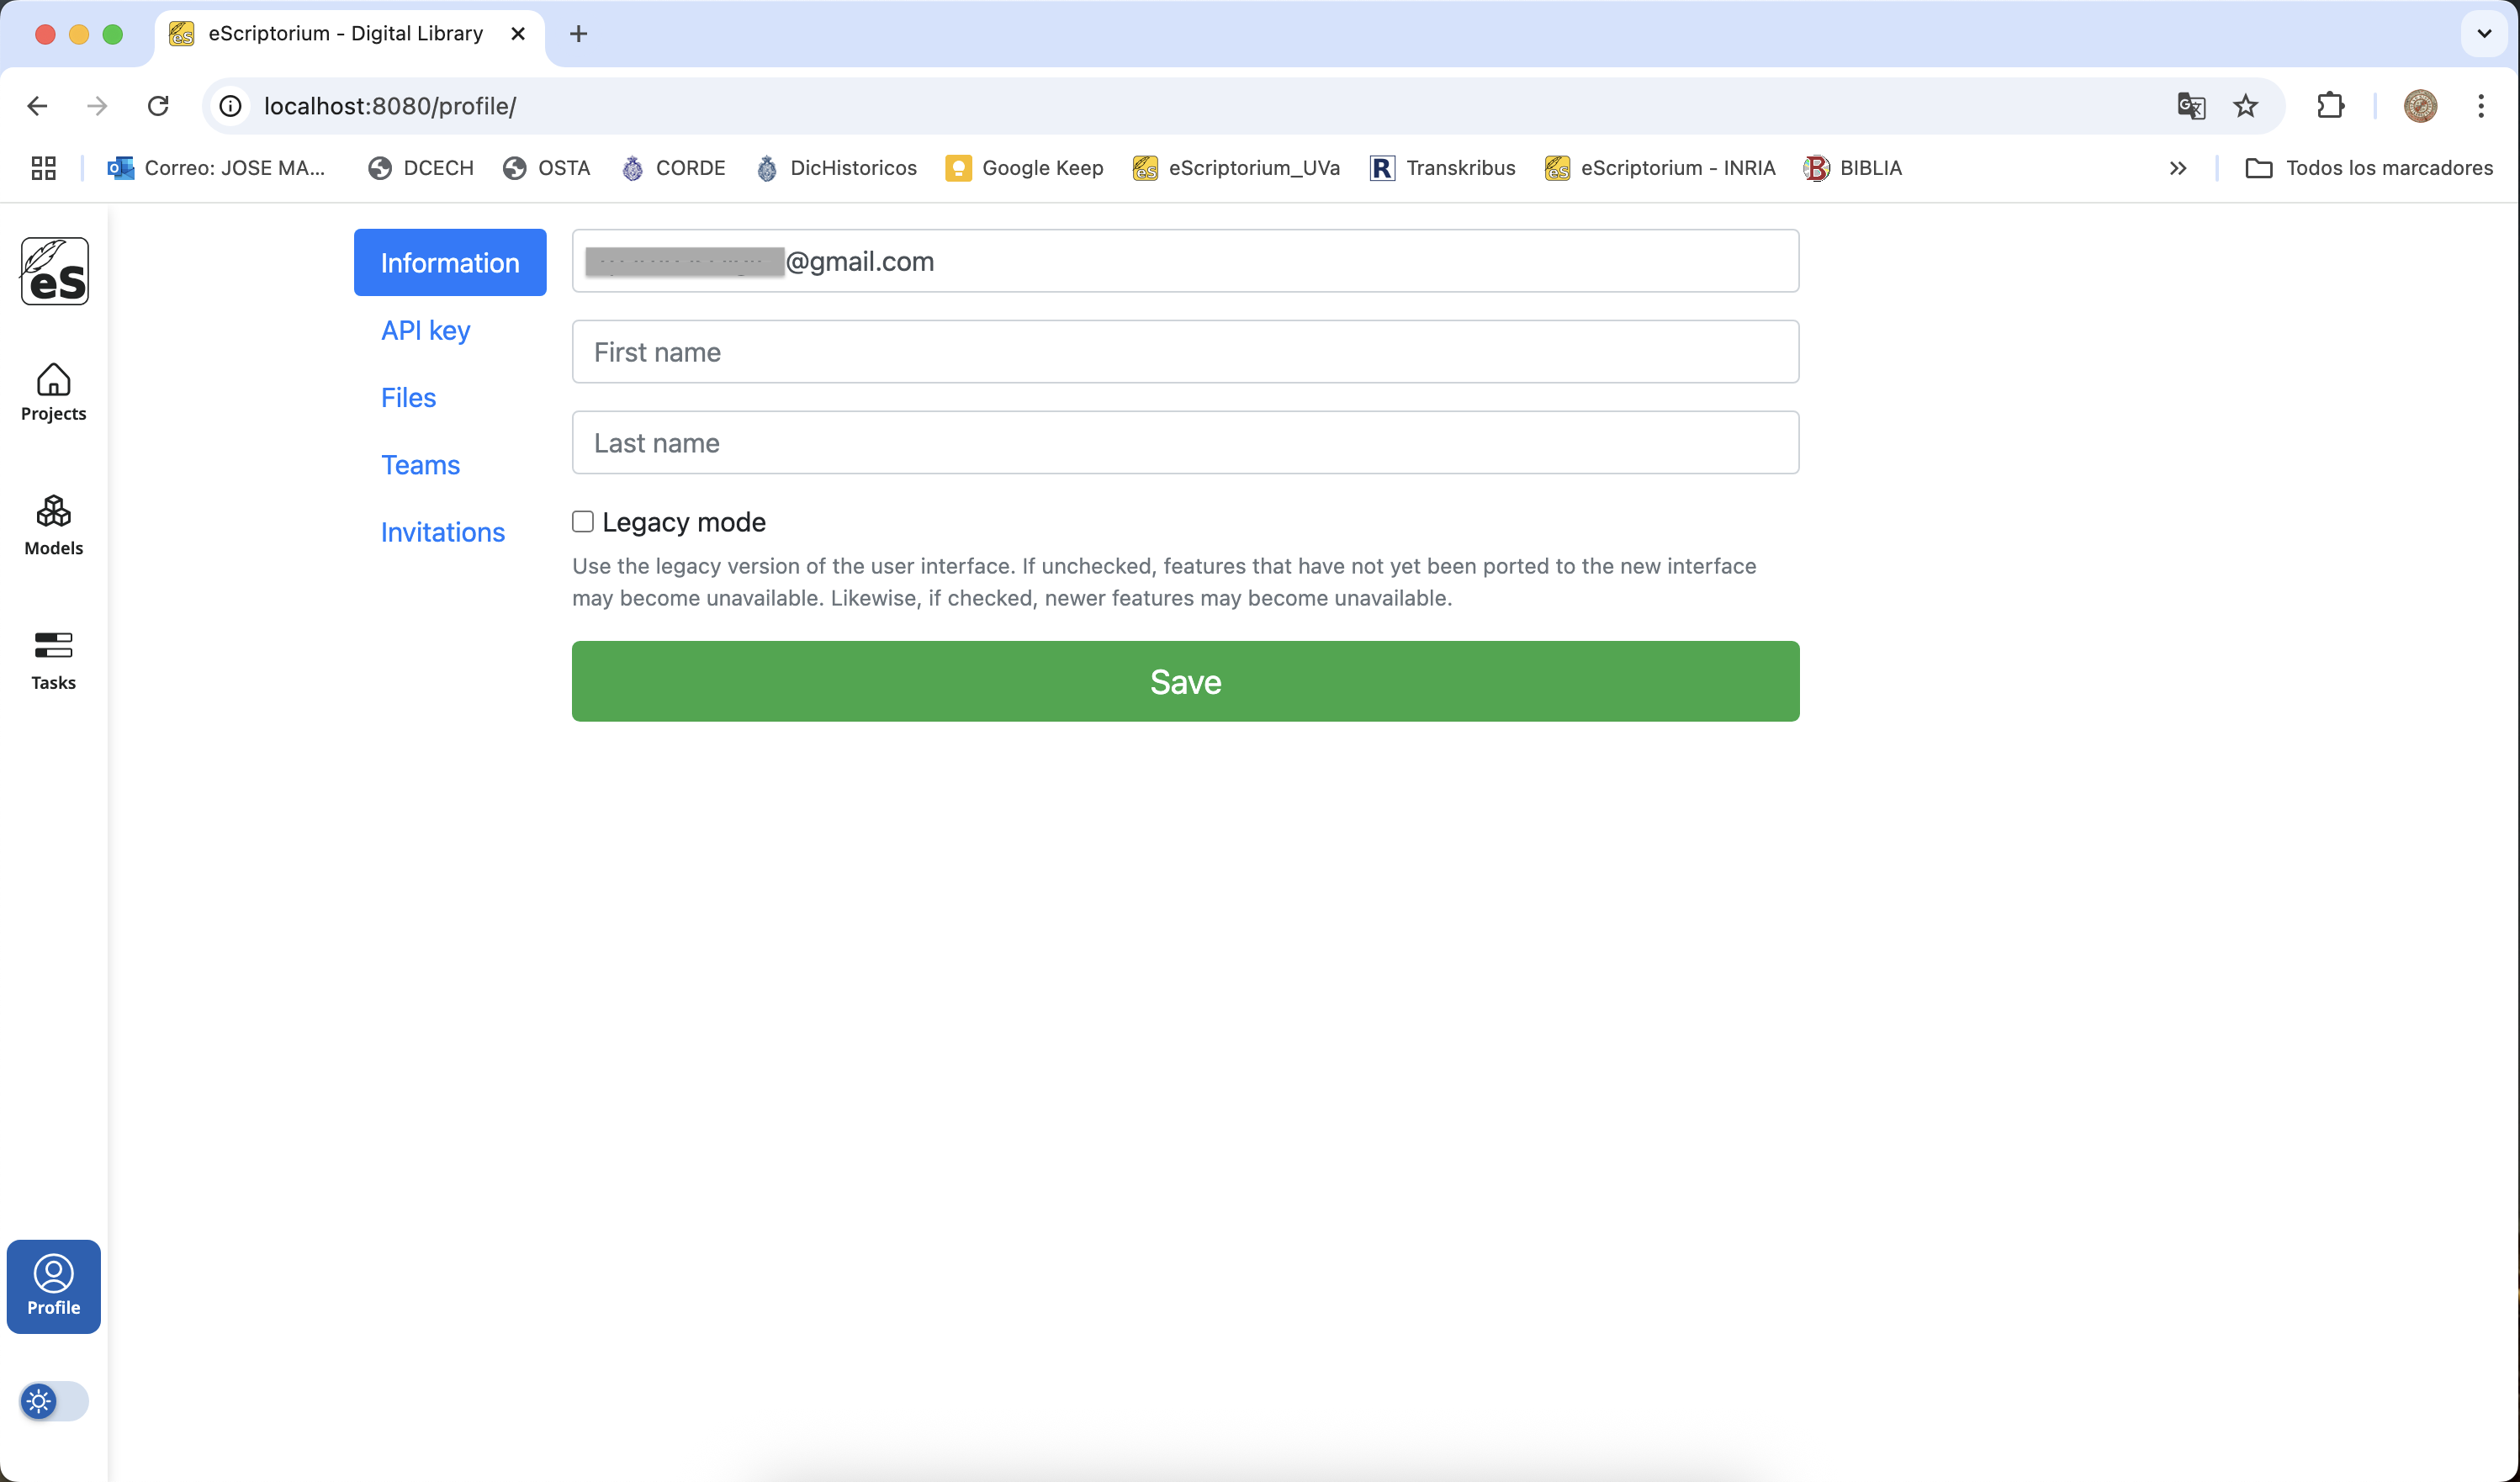 eScriptorium - Digital Library
localhost:8080/profile/
Correo: JOSE MA... DCECH OSTA CORDE DicHistoricos Google Keep eScriptorium_UVa Transkribus eScriptorium - INRIA BIBLIA » Todos los marcadores
eS
Projects
Models
Tasks
Profile
Information
API key
Files
Teams
Invitations
@gmail.com
First name
Last name
Legacy mode
Use the legacy version of the user interface. If unchecked, features that have not yet been ported to the new interface
may become unavailable. Likewise, if checked, newer features may become unavailable.
Save